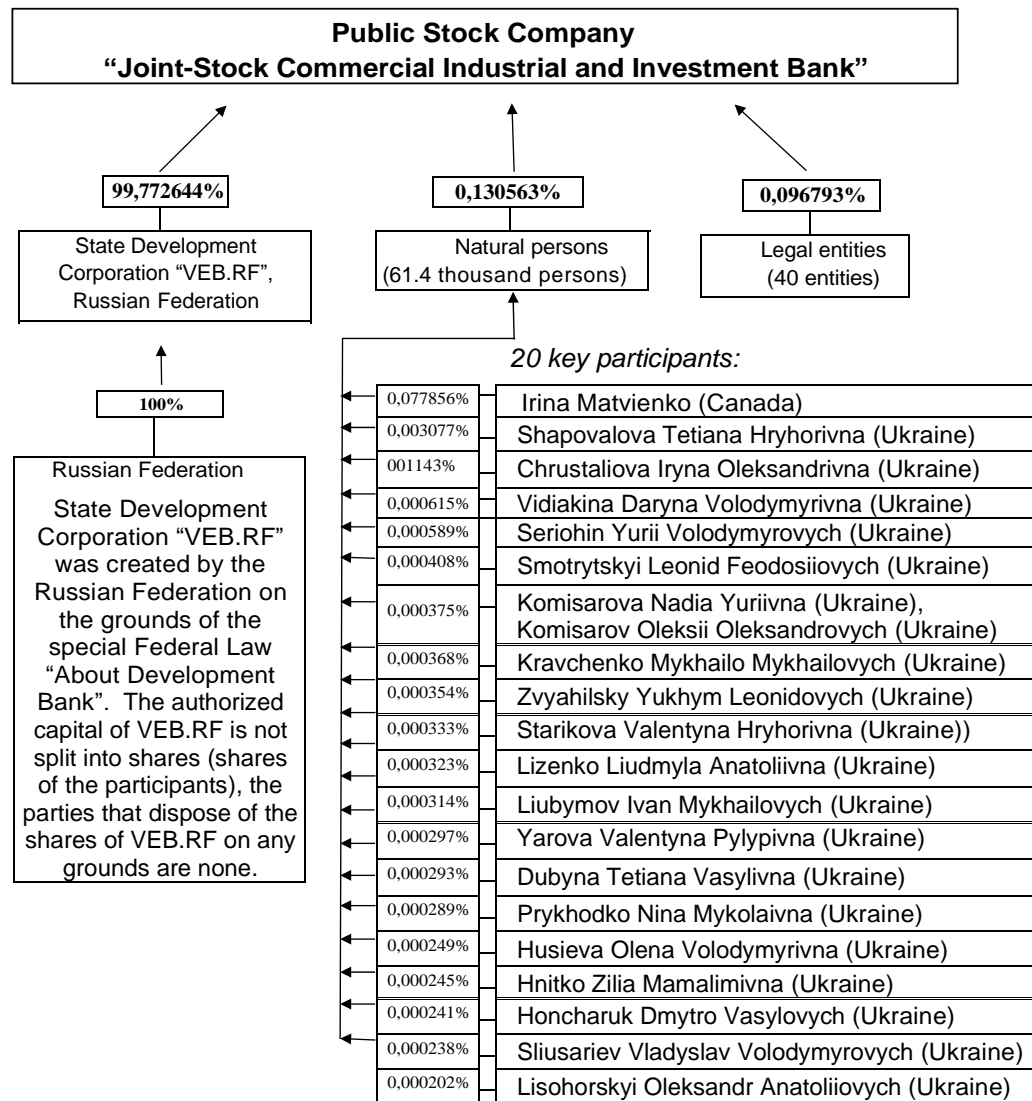 Public Stock Company
“Joint-Stock Commercial Industrial and Investment Bank”
99,772644%
0,130563%
0,096793%
State Development
Corporation “VEB.RF”,
Russian Federation
Natural persons
(61.4 thousand persons)
Legal entities
(40 entities)
100%
Russian Federation
State Development
Corporation “VEB.RF”
was created by the
Russian Federation on
the grounds of the
special Federal Law
“About Development
Bank”. The authorized
capital of VEB.RF is not
split into shares (shares
of the participants), the
parties that dispose of the
shares of VEB.RF on any
grounds are none.
20 key participants:
0,077856% Irina Matvienko (Canada)
0,003077% Shapovalova Tetiana Hryhorivna (Ukraine)
001143% Chrustaliova Iryna Oleksandrivna (Ukraine)
0,000615% Vidiakina Daryna Volodymyrivna (Ukraine)
0,000589% Seriohin Yurii Volodymyrovych (Ukraine)
0,000408% Smotrytskyi Leonid Feodosiiovych (Ukraine)
0,000375% Komisarova Nadia Yuriivna (Ukraine),
Komisarov Oleksii Oleksandrovych (Ukraine)
0,000368% Kravchenko Mykhailo Mykhailovych (Ukraine)
0,000354% Zvyahilsky Yukhym Leonidovych (Ukraine)
0,000333% Starikova Valentyna Hryhorivna (Ukraine))
0,000323% Lizenko Liudmyla Anatoliivna (Ukraine)
0,000314% Liubymov Ivan Mykhailovych (Ukraine)
0,000297% Yarova Valentyna Pylypivna (Ukraine)
0,000293% Dubyna Tetiana Vasylivna (Ukraine)
0,000289% Prykhodko Nina Mykolaivna (Ukraine)
0,000249% Husieva Olena Volodymyrivna (Ukraine)
0,000245% Hnitko Zilia Mamalimivna (Ukraine)
0,000241% Honcharuk Dmytro Vasylovych (Ukraine)
0,000238% Sliusariev Vladyslav Volodymyrovych (Ukraine)
0,000202% Lisohorskyi Oleksandr Anatoliiovych (Ukraine)